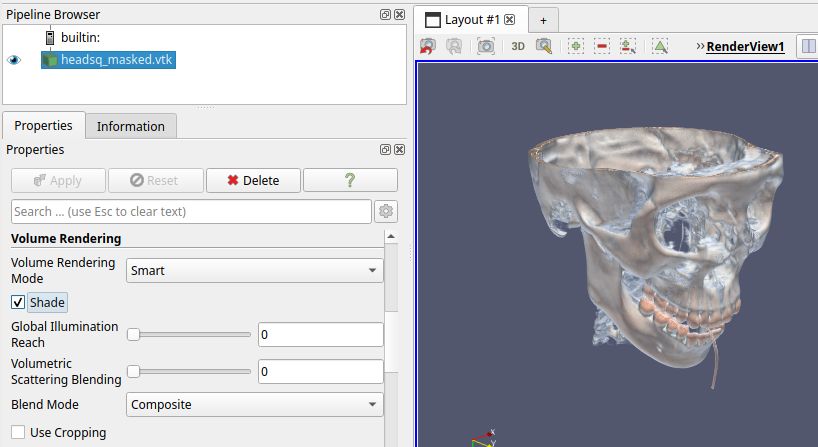 Pipeline Browser
builtin:
headsq_masked.vtk
Properties
Information
Properties
Apply
Reset
Delete
?
Search ... (use Esc to clear text)
Volume Rendering
Volume Rendering
Mode
Smart
Shade
Global Illumination
Reach
0
Volumetric
Scattering Blending
0
Blend Mode
Composite
Use Cropping
Layout #1
+
3D
>>RenderView1
X
Y